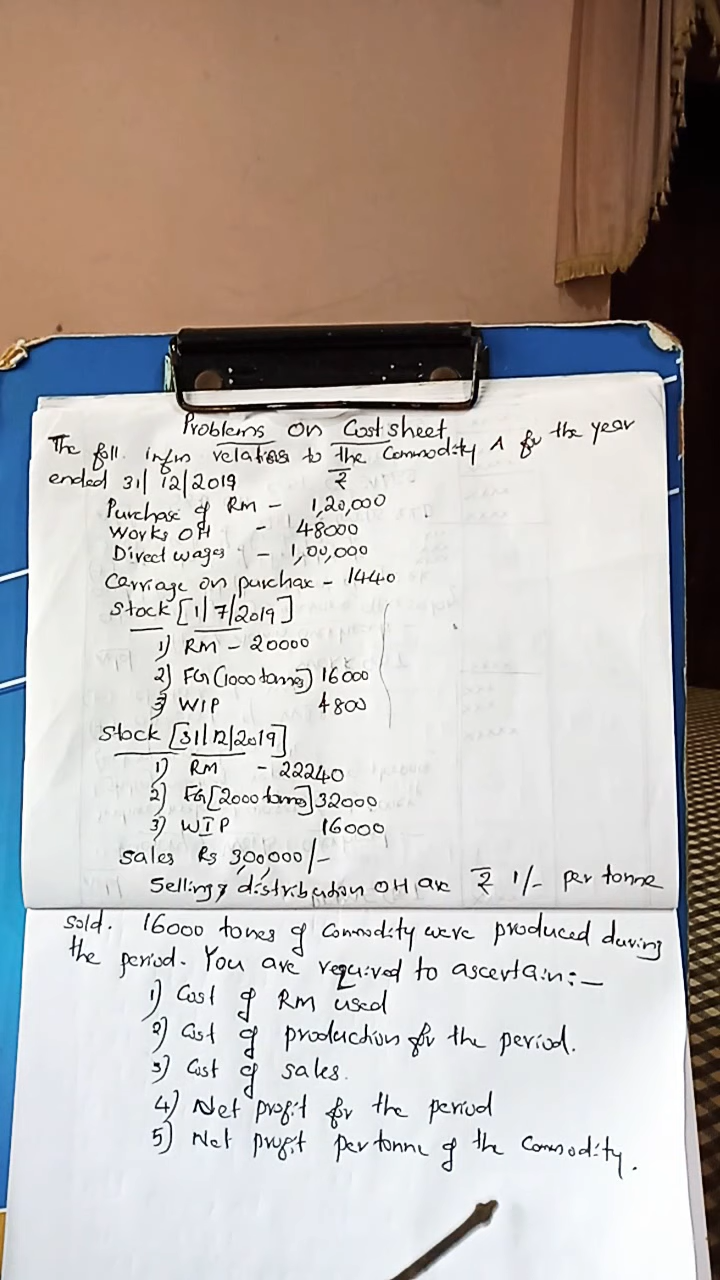 Problems on Cost sheet
The foll. infm relates to the Commodity A for the year
ended 31/12/2019 ₹
Purchase of RM - 1,20,000
Works OH - 48000
Direct wages - 1,00,000
Carriage on purchase - 1440
Stock [1/7/2019]
1) RM - 20000
2) FG (1000 tonnes) 16000
3) WIP 4800
Stock [31/12/2019]
1) RM - 22240
2) FG [2000 tonnes] 32000
3) WIP 16000
Sales Rs 300,000/-
Selling & distribution OH are ₹ 1/- per tonne
sold. 16000 tones of Commodity were produced during
the period. You are required to ascertain:-
1) Cost of RM used
2) Cost of production for the period.
3) Cost of sales.
4) Net profit for the period
5) Net profit per tonne of the Commodity.